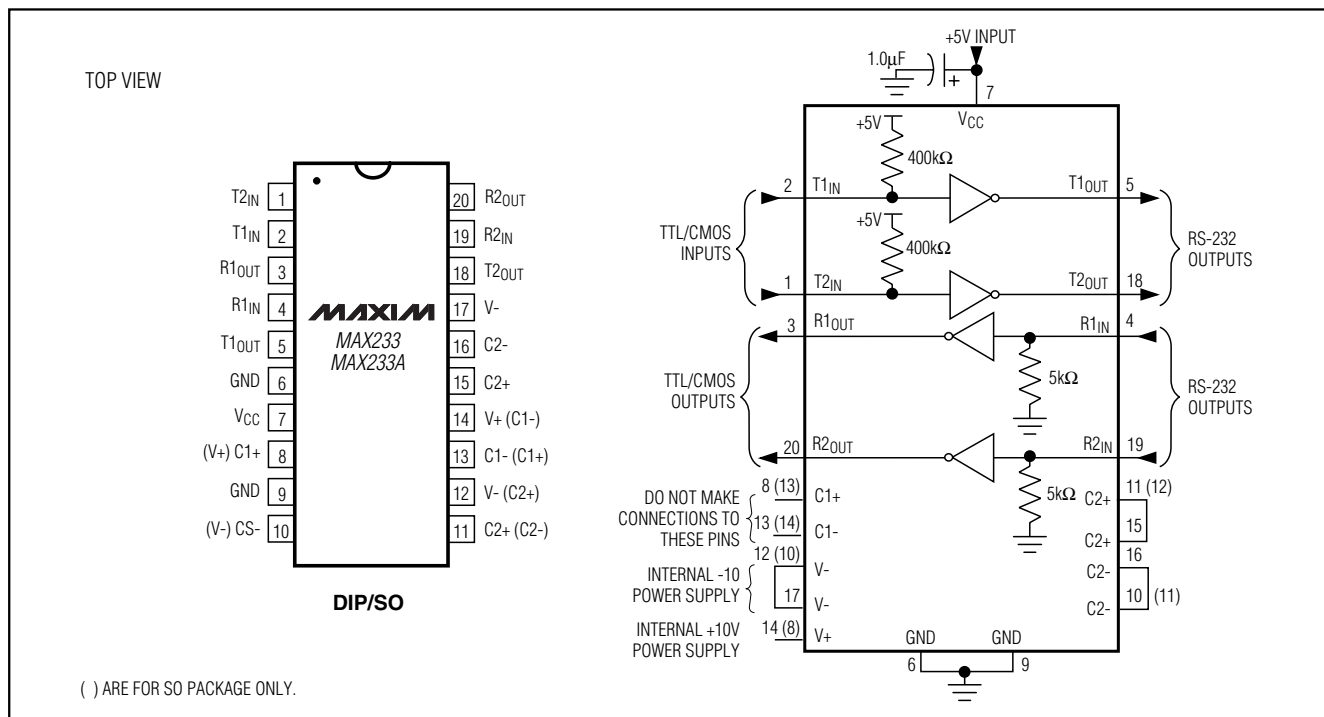 TOP VIEW
T2IN 1
T1IN 2
R1OUT 3
R1IN 4
T1OUT 5
GND 6
VCC 7
(V+) C1+ 8
GND 9
(V-) CS- 10
20 R2OUT
19 R2IN
18 T2OUT
17 V-
16 C2-
15 C2+
14 V+ (C1-)
13 C1- (C1+)
12 V- (C2+)
11 C2+ (C2-)
MAXIM
MAX233
MAX233A
DIP/SO
( ) ARE FOR SO PACKAGE ONLY.
+5V INPUT
1.0µF
+
7
VCC
+5V
400kΩ
2 T1IN
T1OUT 5
+5V
400kΩ
TTL/CMOS
INPUTS
RS-232
OUTPUTS
1 T2IN
T2OUT 18
3 R1OUT
R1IN 4
5kΩ
TTL/CMOS
OUTPUTS
RS-232
OUTPUTS
20 R2OUT
R2IN 19
5kΩ
DO NOT MAKE
CONNECTIONS TO
THESE PINS
8 (13) C1+
13 (14) C1-
INTERNAL -10
POWER SUPPLY
12 (10) V-
17 V-
INTERNAL +10V
POWER SUPPLY
14 (8) V+
C2+ 11 (12)
C2+ 15
C2- 16
C2- 10 (11)
GND GND
6 9